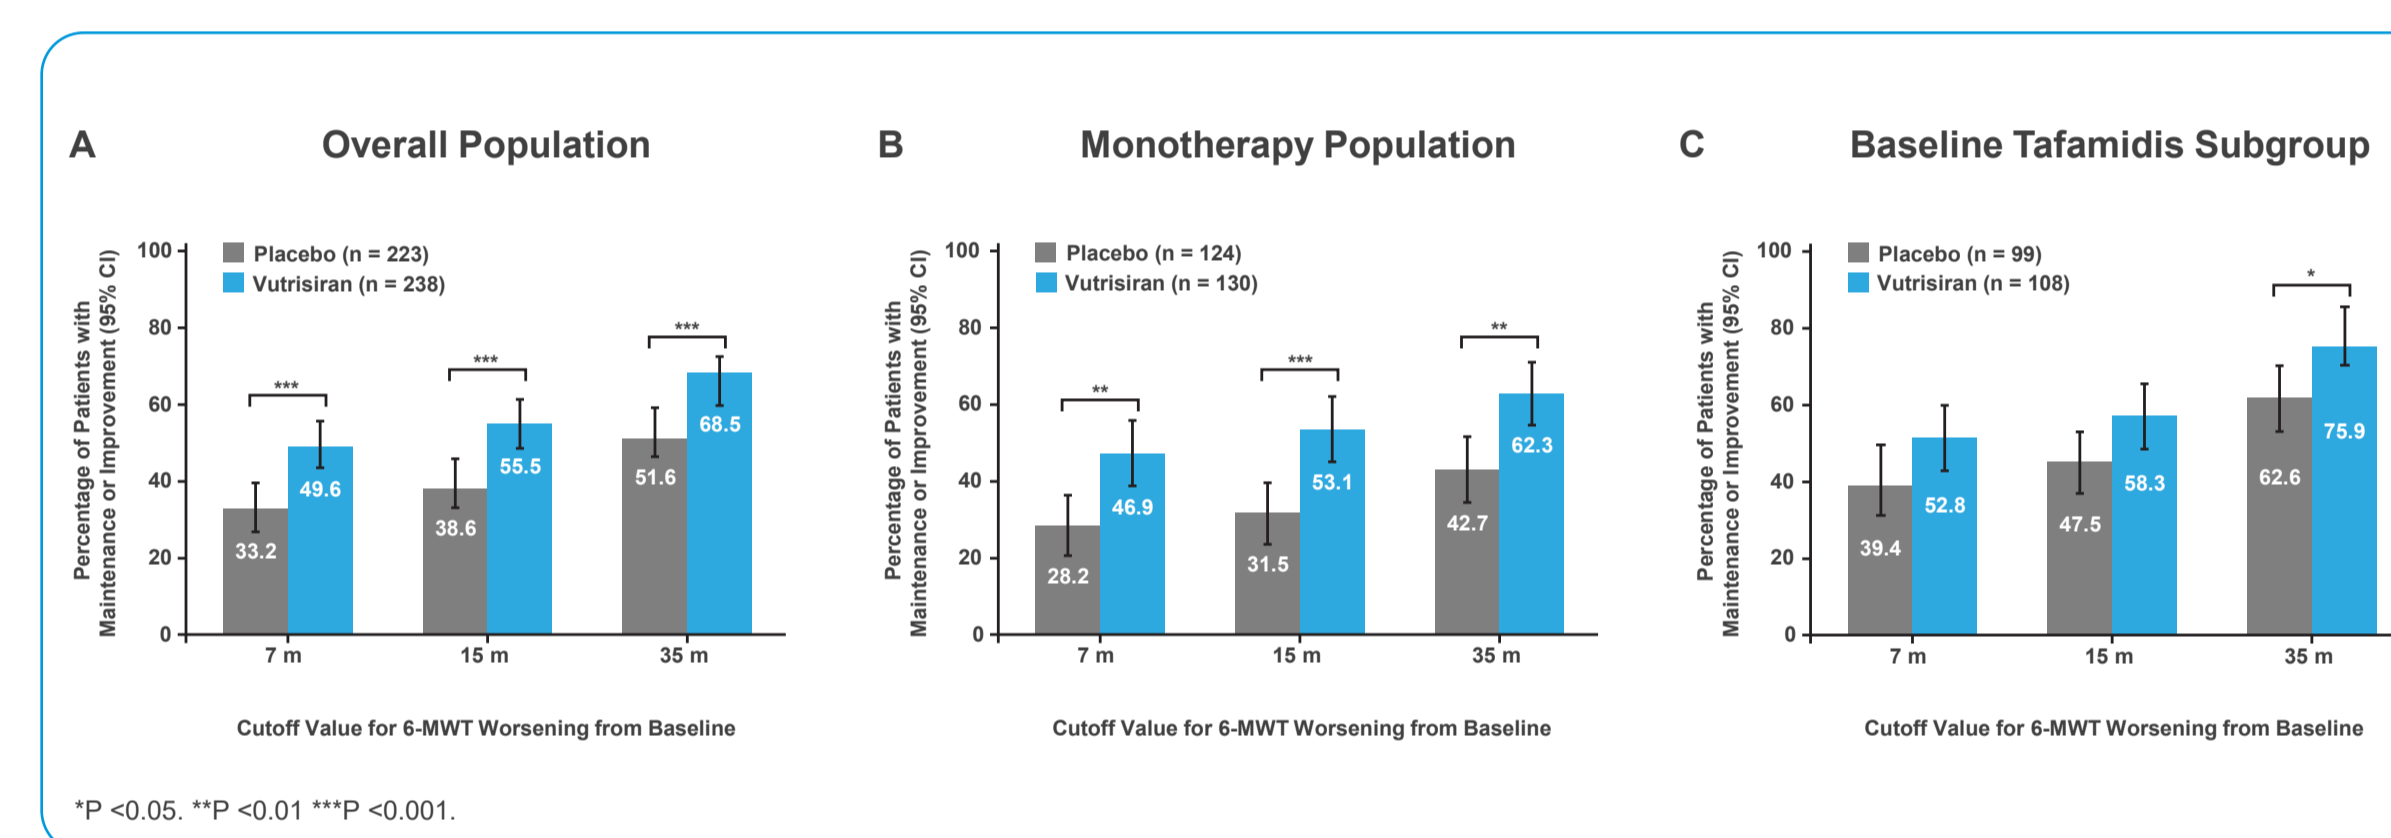 A
Overall Population
Placebo (n = 223)
Vutrisiran (n = 238)
Percentage of Patients with
Maintenance or Improvement (95% CI)
100
80
60
40
20
0
***
***
***
33.2
49.6
38.6
55.5
51.6
68.5
7 m
15 m
35 m
Cutoff Value for 6-MWT Worsening from Baseline
B
Monotherapy Population
Placebo (n = 124)
Vutrisiran (n = 130)
Percentage of Patients with
Maintenance or Improvement (95% CI)
100
80
60
40
20
0
**
***
**
28.2
46.9
31.5
53.1
42.7
62.3
7 m
15 m
35 m
Cutoff Value for 6-MWT Worsening from Baseline
C
Baseline Tafamidis Subgroup
Placebo (n = 99)
Vutrisiran (n = 108)
Percentage of Patients with
Maintenance or Improvement (95% CI)
100
80
60
40
20
0
*
39.4
52.8
47.5
58.3
62.6
75.9
7 m
15 m
35 m
Cutoff Value for 6-MWT Worsening from Baseline
*P <0.05. **P <0.01 ***P <0.001.